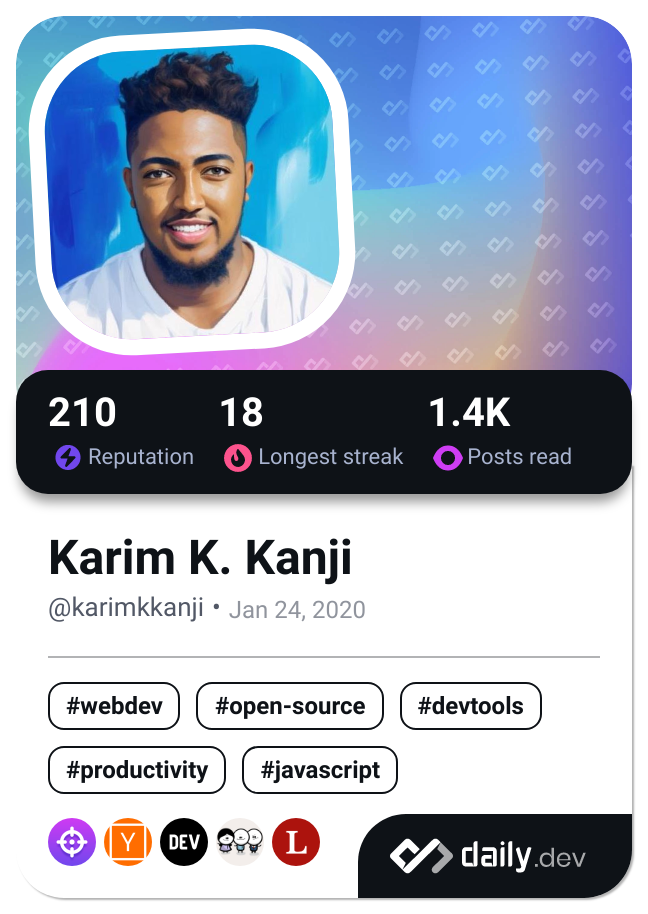 210 18 1.4K
Reputation Longest streak Posts read
Karim K. Kanji
@karimkkanji • Jan 24, 2020
#webdev #open-source #devtools
#productivity #javascript
Y DEV L daily.dev